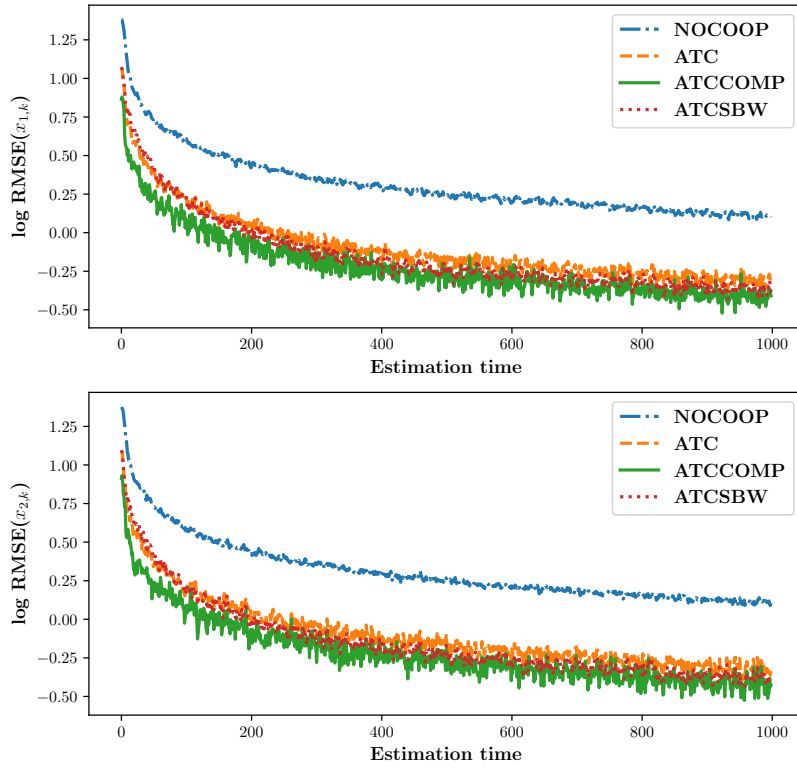 log RMSE(x₁,ₖ)
1.25
1.00
0.75
0.50
0.25
0.00
−0.25
−0.50
NOCOOP
ATC
ATCCOMP
ATCSBW
0 200 400 600 800 1000
Estimation time
log RMSE(x₂,ₖ)
1.25
1.00
0.75
0.50
0.25
0.00
−0.25
−0.50
NOCOOP
ATC
ATCCOMP
ATCSBW
0 200 400 600 800 1000
Estimation time